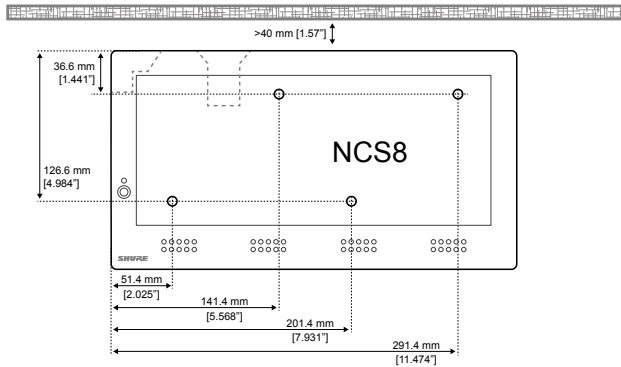 >40 mm [1.57”]
36.6 mm
[1.441”]
126.6 mm
[4.984”]
NCS8
SHURE
51.4 mm
[2.025”]
141.4 mm
[5.568”]
201.4 mm
[7.931”]
291.4 mm
[11.474”]